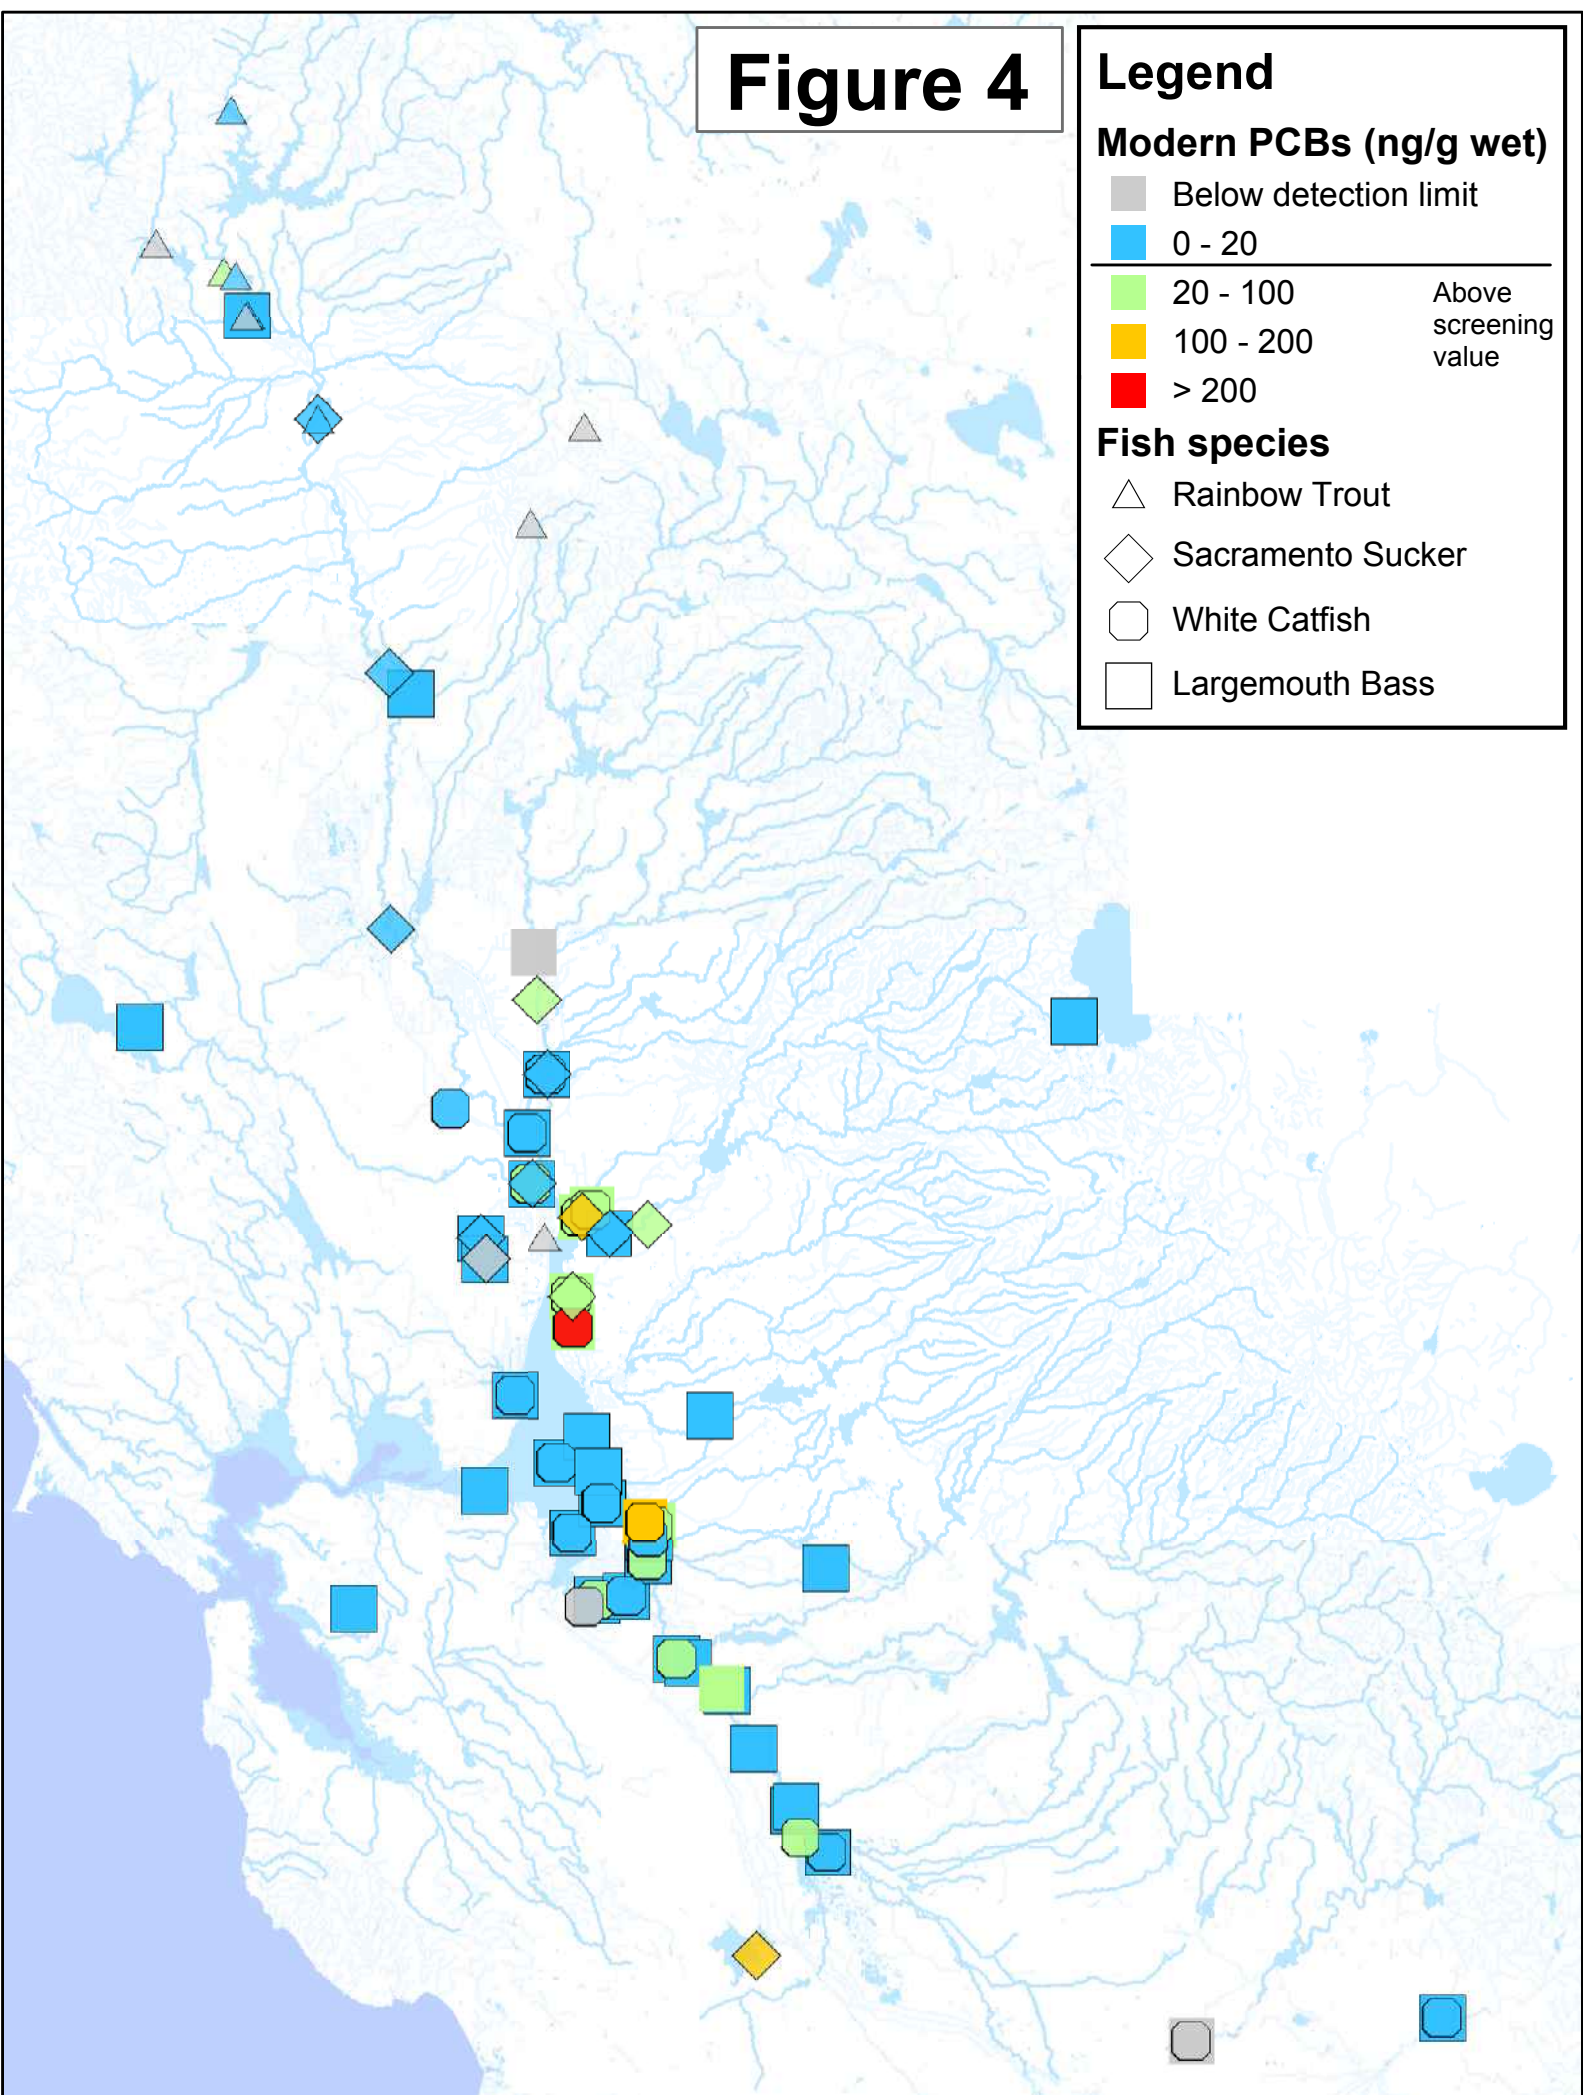 Figure 4
Legend
Modern PCBs (ng/g wet)
Below detection limit
0 - 20
20 - 100
100 - 200
> 200
Above
screening
value
Fish species
Rainbow Trout
Sacramento Sucker
White Catfish
Largemouth Bass